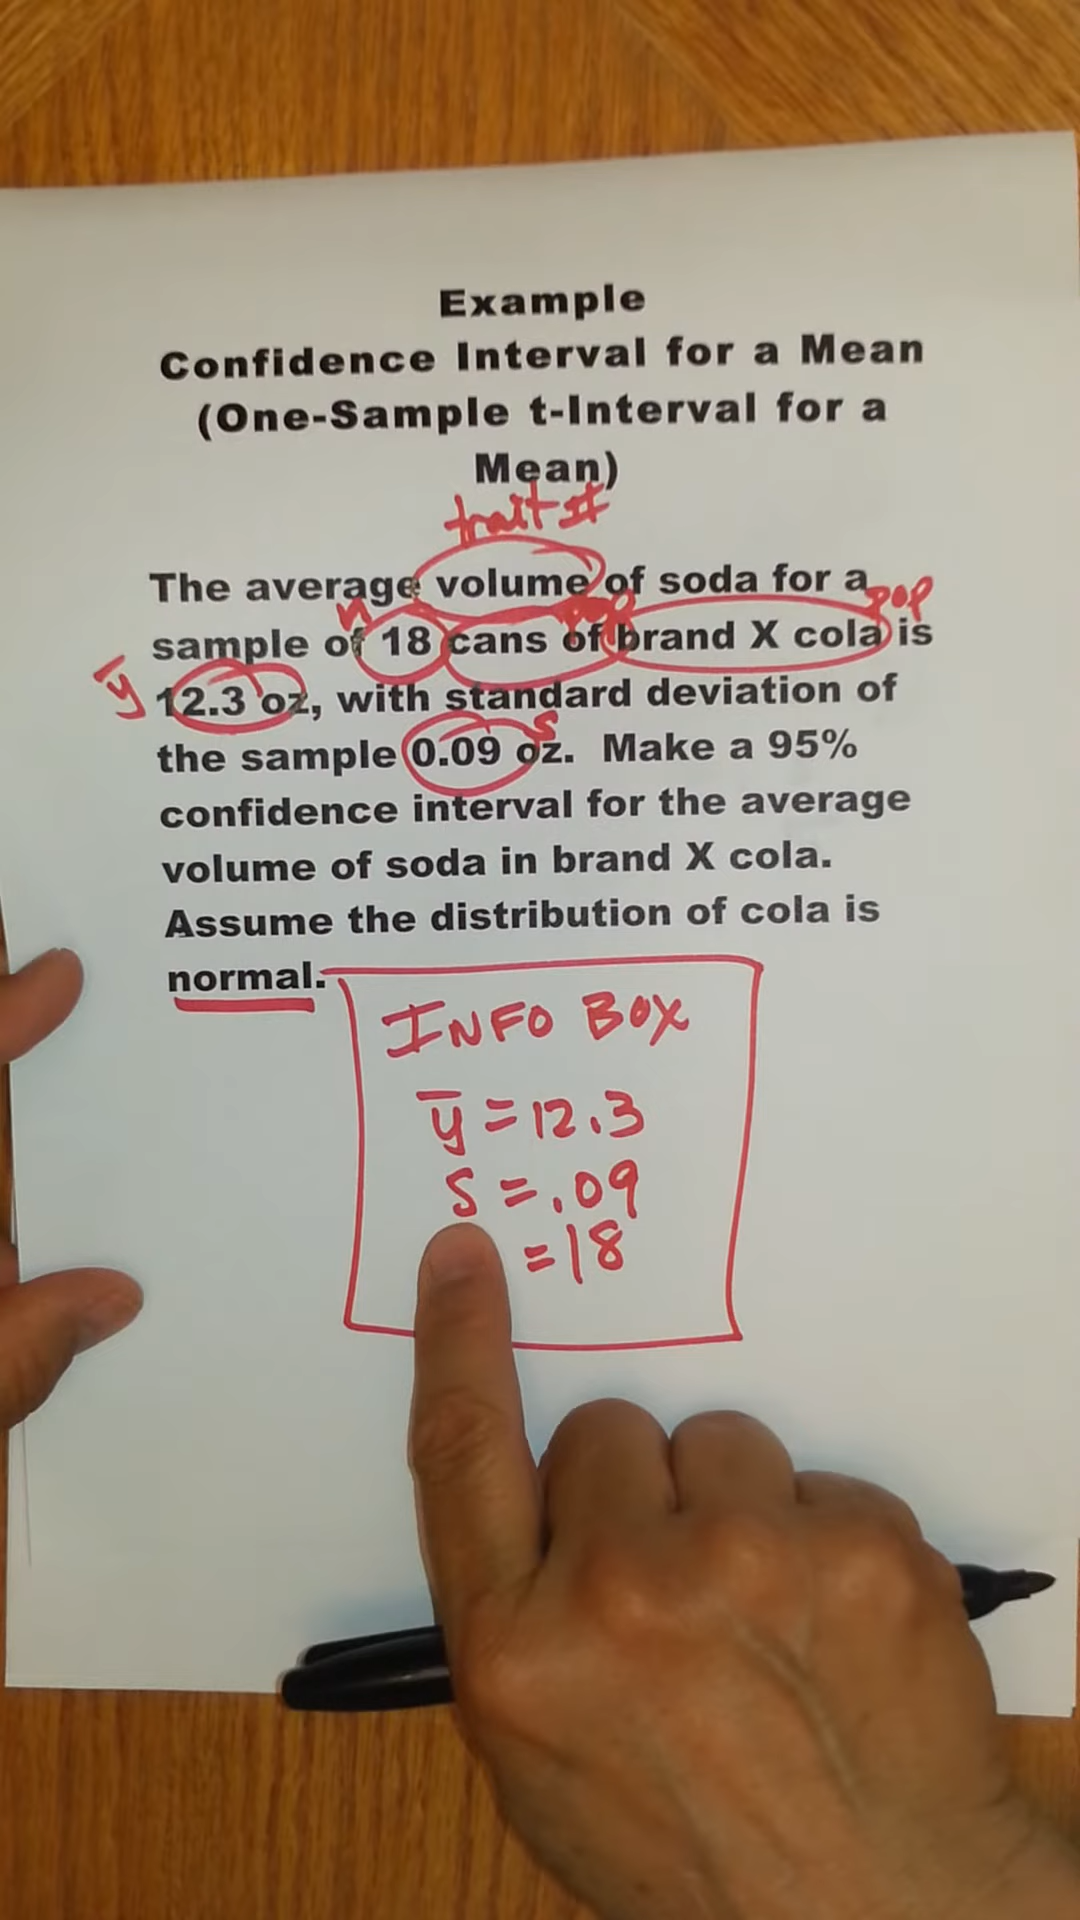 Example
Confidence Interval for a Mean
(One-Sample t-Interval for a
Mean)
trait #
The average volume of soda for a
n pop pop
sample of 18 cans of brand X cola is
ȳ 12.3 oz, with standard deviation of
s
the sample 0.09 oz. Make a 95%
confidence interval for the average
volume of soda in brand X cola.
Assume the distribution of cola is
normal.
INFO BOX
ȳ = 12.3
s = .09
= 18